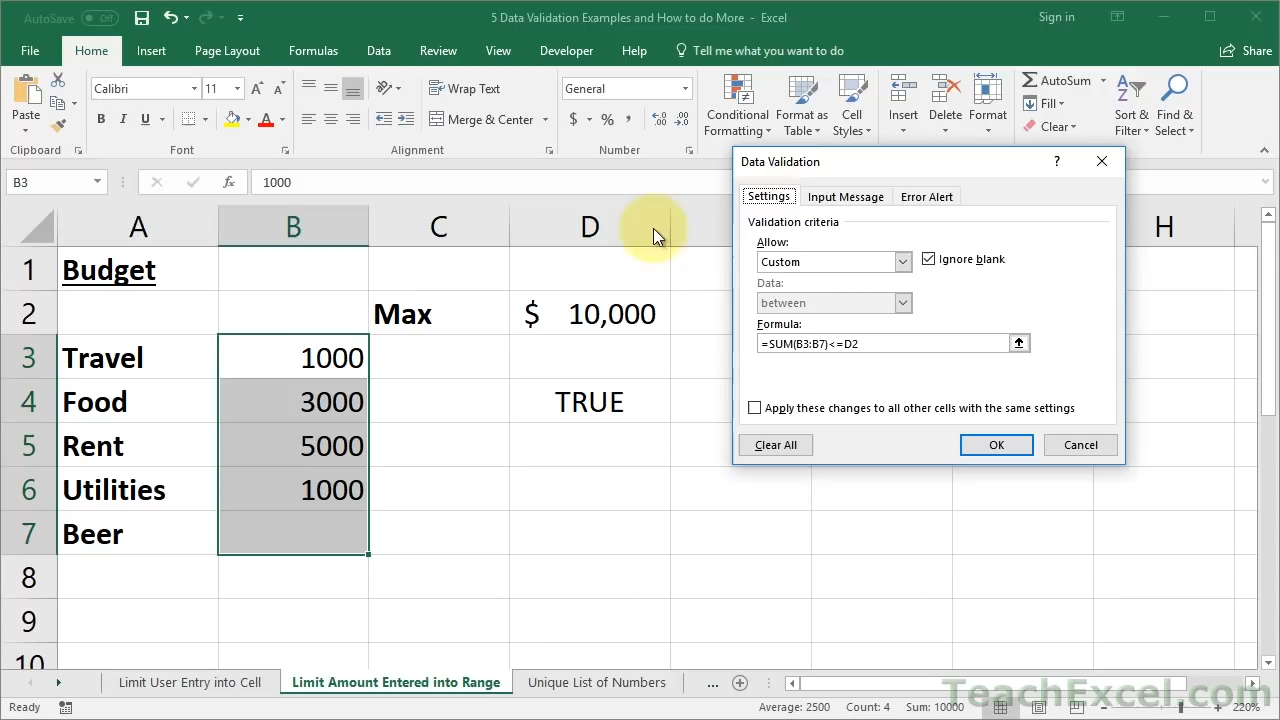 AutoSave Off
5 Data Validation Examples and How to do More - Excel
Sign in
File Home Insert Page Layout Formulas Data Review View Developer Help Tell me what you want to do Share
Calibri 11 Wrap Text General AutoSum
Paste Merge & Center $ % , Fill Clear
B I U A
Conditional Formatting
Format as Table
Cell Styles
Insert Delete Format
Sort & Filter
Find & Select
Clipboard Font Alignment Number
B3 fx 1000
A B C D H
1 Budget
2 Max $ 10,000
3 Travel 1000
4 Food 3000 TRUE
5 Rent 5000
6 Utilities 1000
7 Beer
8
9
10
Data Validation ?
Settings Input Message Error Alert
Validation criteria
Allow:
Custom Ignore blank
Data:
between
Formula:
=SUM(B3:B7)<=D2
Apply these changes to all other cells with the same settings
Clear All OK Cancel
Limit User Entry into Cell Limit Amount Entered into Range Unique List of Numbers ...
TeachExcel.com
Ready Average: 2500 Count: 4 Sum: 10000 220%